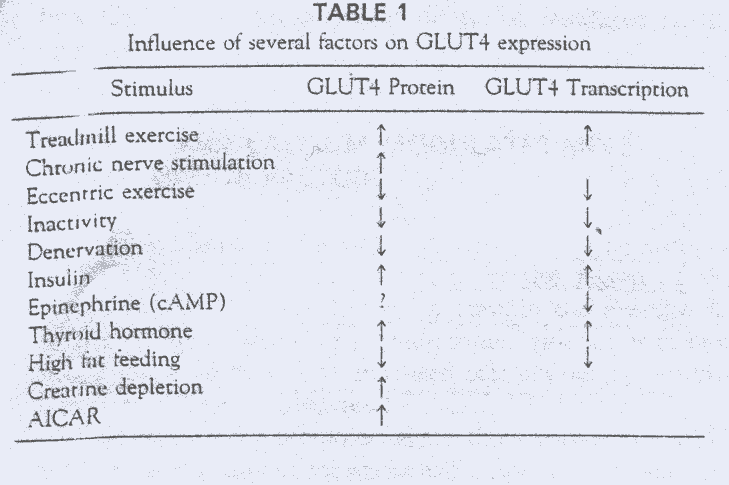 TABLE 1
Influence of several factors on GLUT4 expression
Stimulus GLUT4 Protein GLUT4 Transcription
Treadmill exercise ↑ ↑
Chronic nerve stimulation ↑
Eccentric exercise ↓ ↓
Inactivity ↓ ↓
Denervation ↓ ↓
Insulin ↑ ↑
Epinephrine (cAMP) ? ↓
Thyroid hormone ↑ ↑
High fat feeding ↓ ↓
Creatine depletion ↑
AICAR ↑